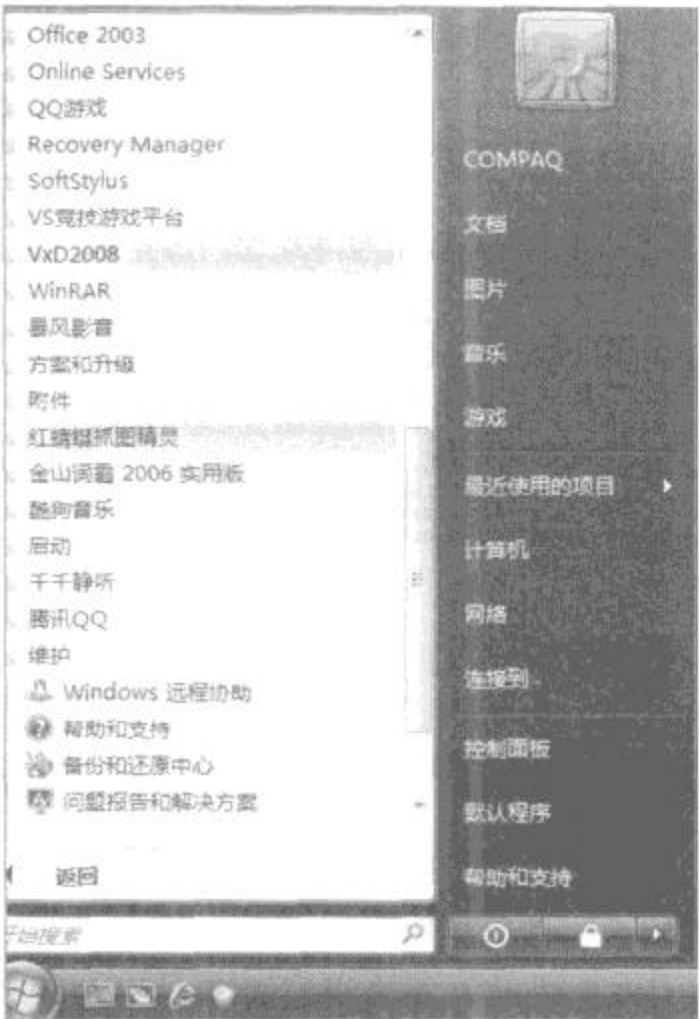 Office 2003
Online Services
QQ游戏
Recovery Manager
SoftStylus
VS竞技游戏平台
VxD2008
WinRAR
暴风影音
方案和升级
附件
红蜻蜓抓图精灵
金山词霸 2006 实用版
酷狗音乐
启动
千千静听
腾讯QQ
维护
Windows 远程协助
帮助和支持
备份和还原中心
问题报告和解决方案
返回
开始搜索
COMPAQ
文档
图片
音乐
游戏
最近使用的项目
计算机
网络
连接到
控制面板
默认程序
帮助和支持